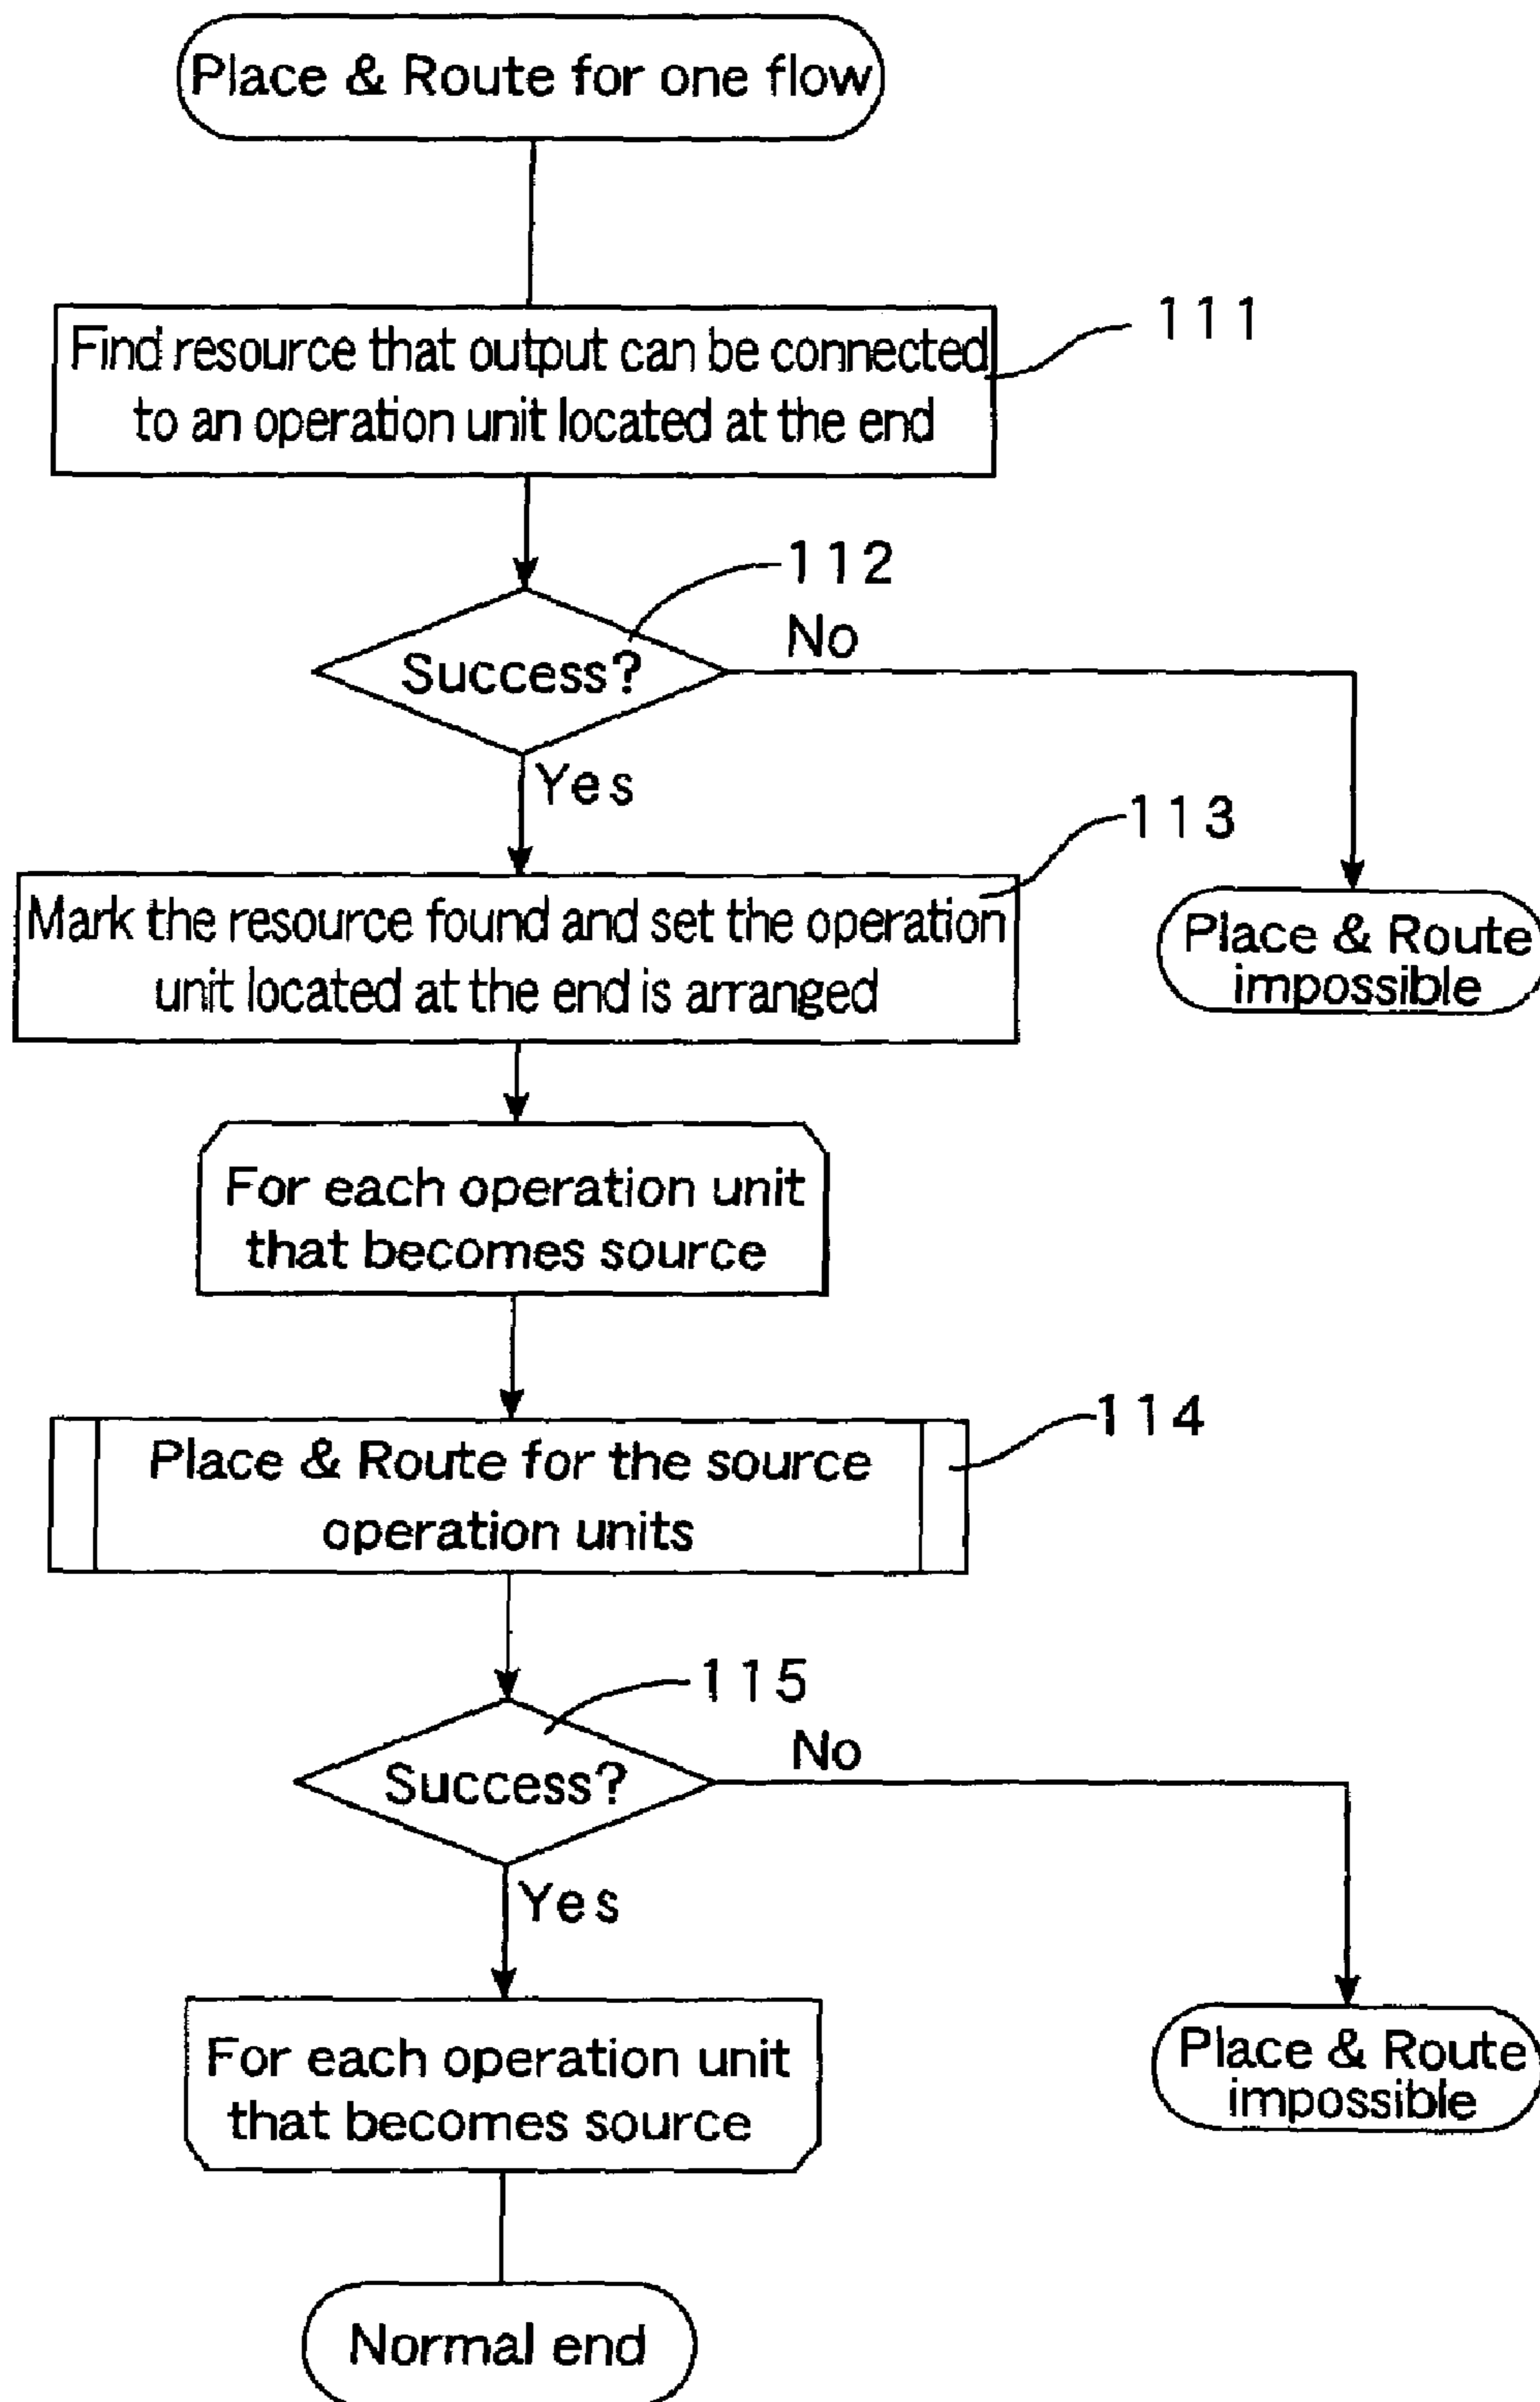 Place & Route for one flow
111
Find resource that output can be connected
to an operation unit located at the end
112
Success?
No
Yes
113
Mark the resource found and set the operation
unit located at the end is arranged
Place & Route
impossible
For each operation unit
that becomes source
114
Place & Route for the source
operation units
115
Success?
No
Yes
For each operation unit
that becomes source
Place & Route
impossible
Normal end